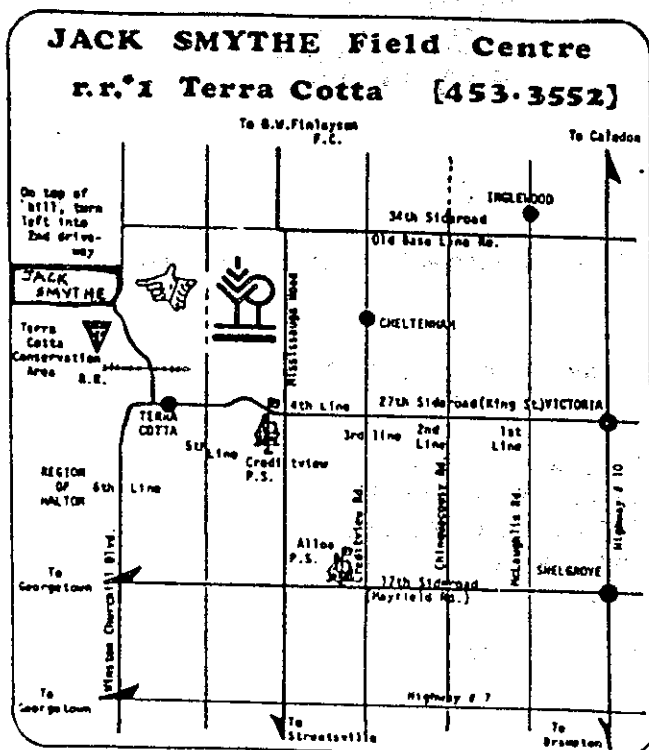 JACK SMYTHE Field Centre
r.r.#1 Terra Cotta [453-3552]
To B.W.Finlayson
F.C.
To Caledon
On top of
hill, turn
left into
2nd drive-
way
INGLEWOOD
34th Sideroad
Old Base Line Rd.
JACK
SMYTHE
Mississauga Road
CHELTENHAM
Terra
Cotta
Conservation
Area
R.R.
4th Line
27th Sideroad(King St.)VICTORIA
TERRA
COTTA
5th
Line
Creditview
P.S.
3rd line
2nd
Line
1st
Line
REGION
OF
HALTON
6th Line
Winston Churchill Blvd.
Creditview Rd.
Chinguacousy Rd.
McLaughlin Rd.
Highway # 10
Alloa
P.S.
SNELGROVE
To
Georgetown
17th Sideroad
(Mayfield Rd.)
To
Georgetown
Highway # 7
To
Streetsville
To
Brampton